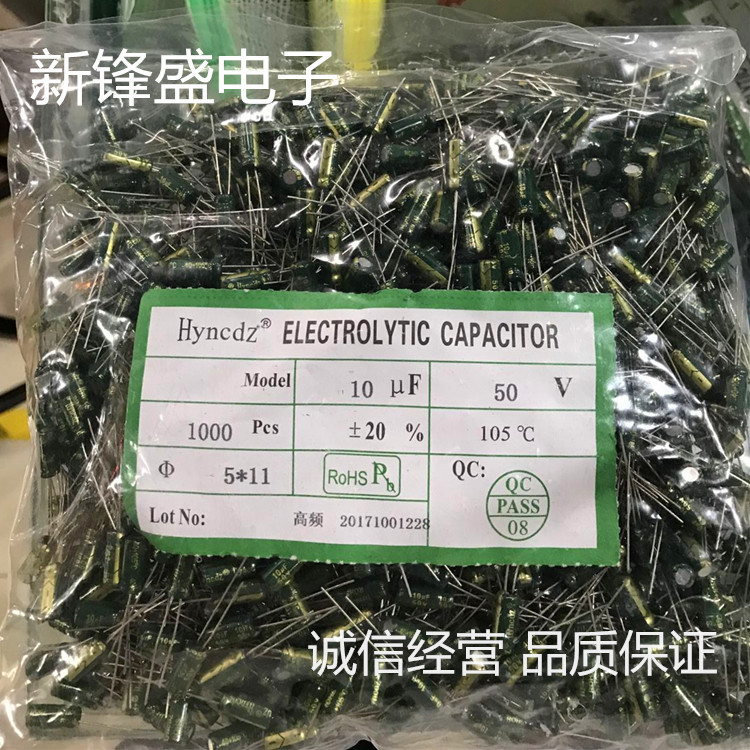 新锋盛电子
Hyncdz® ELECTROLYTIC CAPACITOR
Model 10 μF 50 V
1000 Pcs ±20 % 105 ℃
Φ 5*11 RoHS Pb QC: QC
PASS
08
Lot No: 高频 20171001228
诚信经营 品质保证